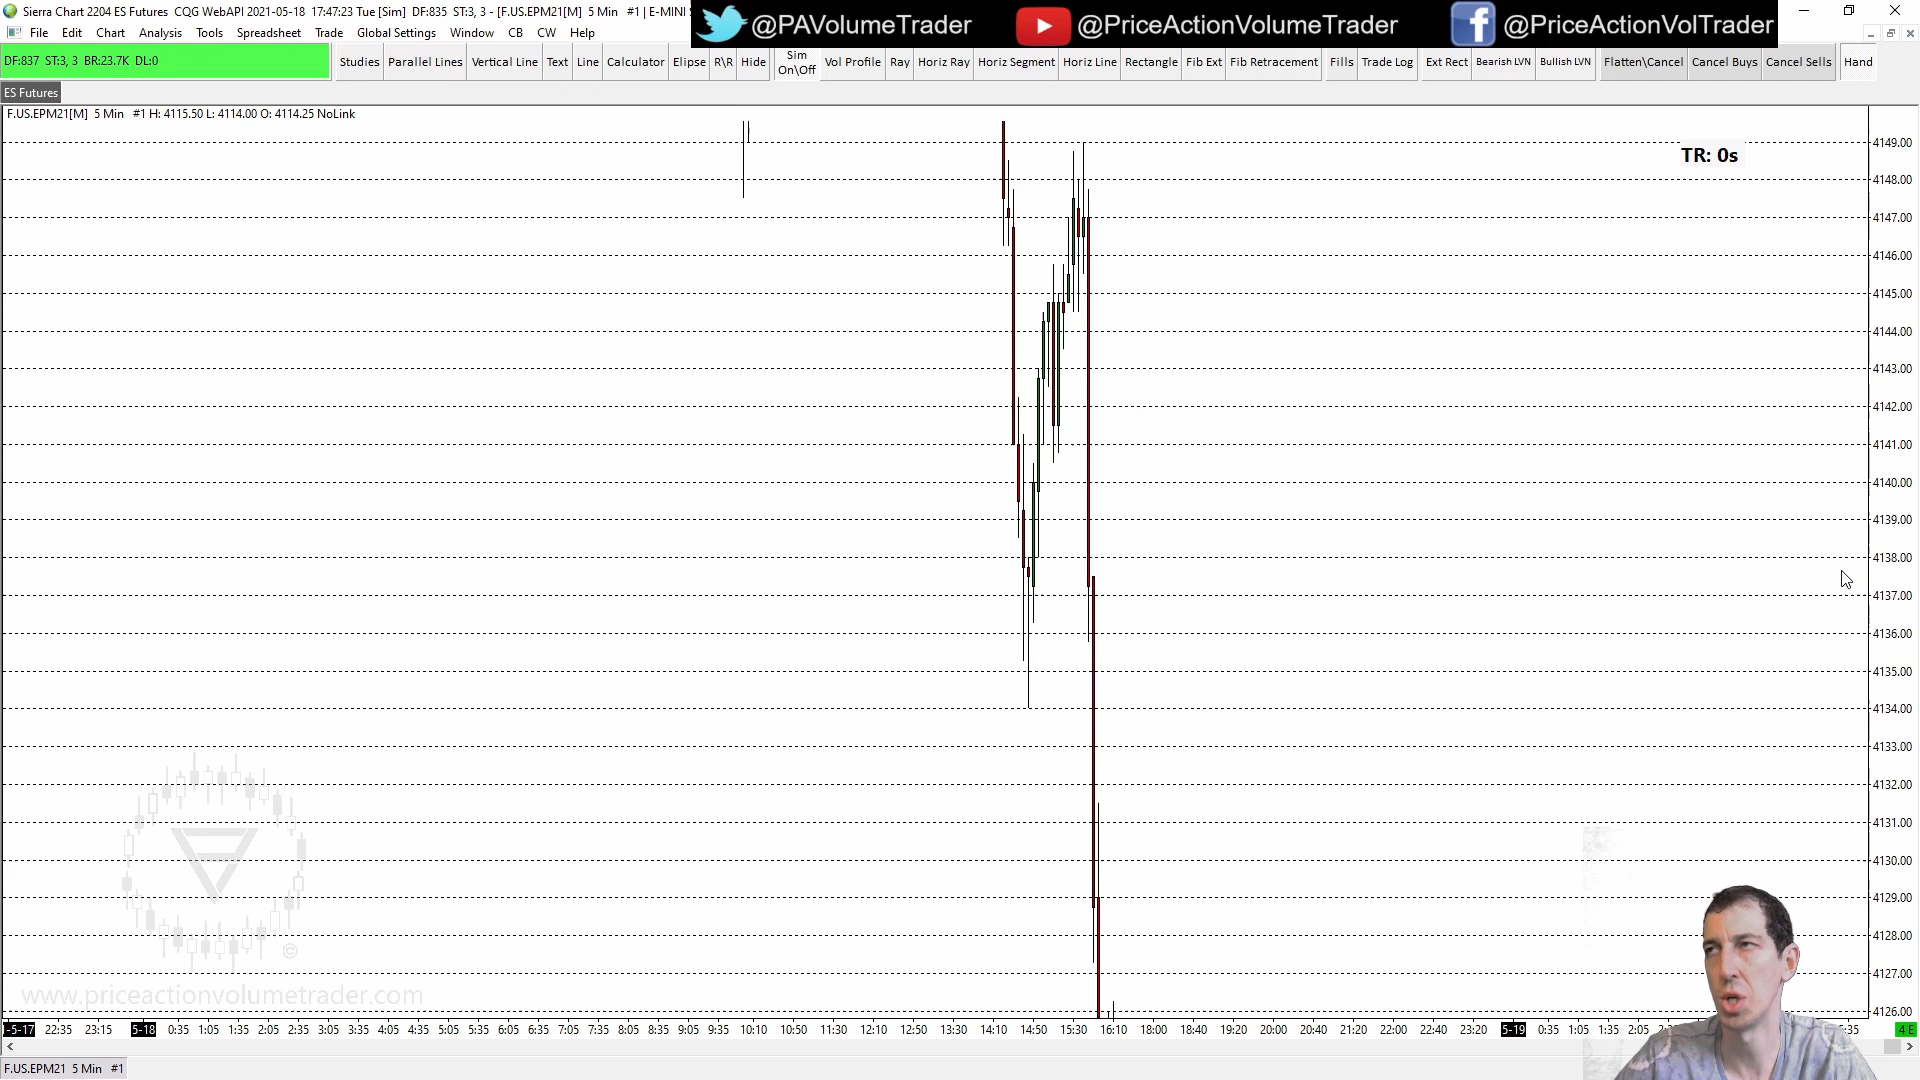 Sierra Chart 2204 ES Futures CQG WebAPI 2021-05-18 17:47:23 Tue [Sim] DF:835 ST:3, 3 - [F.US.EPM21[M] 5 Min #1 | E-MINI S
@PAVolumeTrader @PriceActionVolumeTrader @PriceActionVolTrader
File Edit Chart Analysis Tools Spreadsheet Trade Global Settings Window CB CW Help
DF:837 ST:3, 3 BR:23.7K DL:0
Studies Parallel Lines Vertical Line Text Line Calculator Elipse R\R Hide Sim On\Off Vol Profile Ray Horiz Ray Horiz Segment Horiz Line Rectangle Fib Ext Fib Retracement Fills Trade Log Ext Rect Bearish LVN Bullish LVN Flatten\Cancel Cancel Buys Cancel Sells Hand
ES Futures
F.US.EPM21[M] 5 Min #1 H: 4115.50 L: 4114.00 O: 4114.25 NoLink
4149.00
TR: 0s
4148.00
4147.00
4146.00
4145.00
4144.00
4143.00
4142.00
4141.00
4140.00
4139.00
4138.00
4137.00
4136.00
4135.00
4134.00
4133.00
4132.00
4131.00
4130.00
4129.00
4128.00
4127.00
4126.00
©
www.priceactionvolumetrader.com
-5-17 22:35 23:15 5-18 0:35 1:05 1:35 2:05 2:35 3:05 3:35 4:05 4:35 5:05 5:35 6:05 6:35 7:05 7:35 8:05 8:35 9:35 10:10 10:50 11:30 12:10 12:50 13:30 14:10 14:50 15:30 16:10 18:00 18:40 19:20 20:00 20:40 21:20 22:00 22:40 23:20 5-19 0:35 1:05 1:35 2:05 5:35 4 E
F.US.EPM21 5 Min #1